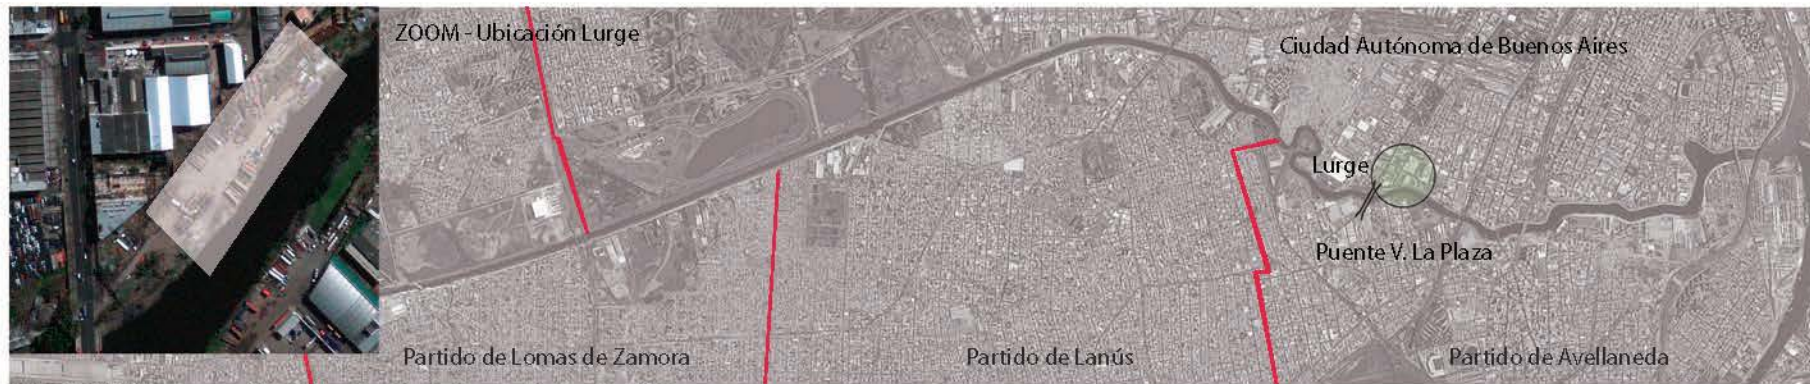 ZOOM - Ubicación Lurge
Ciudad Autónoma de Buenos Aires
Lurge
Puente V. La Plaza
Partido de Lomas de Zamora
Partido de Lanús
Partido de Avellaneda